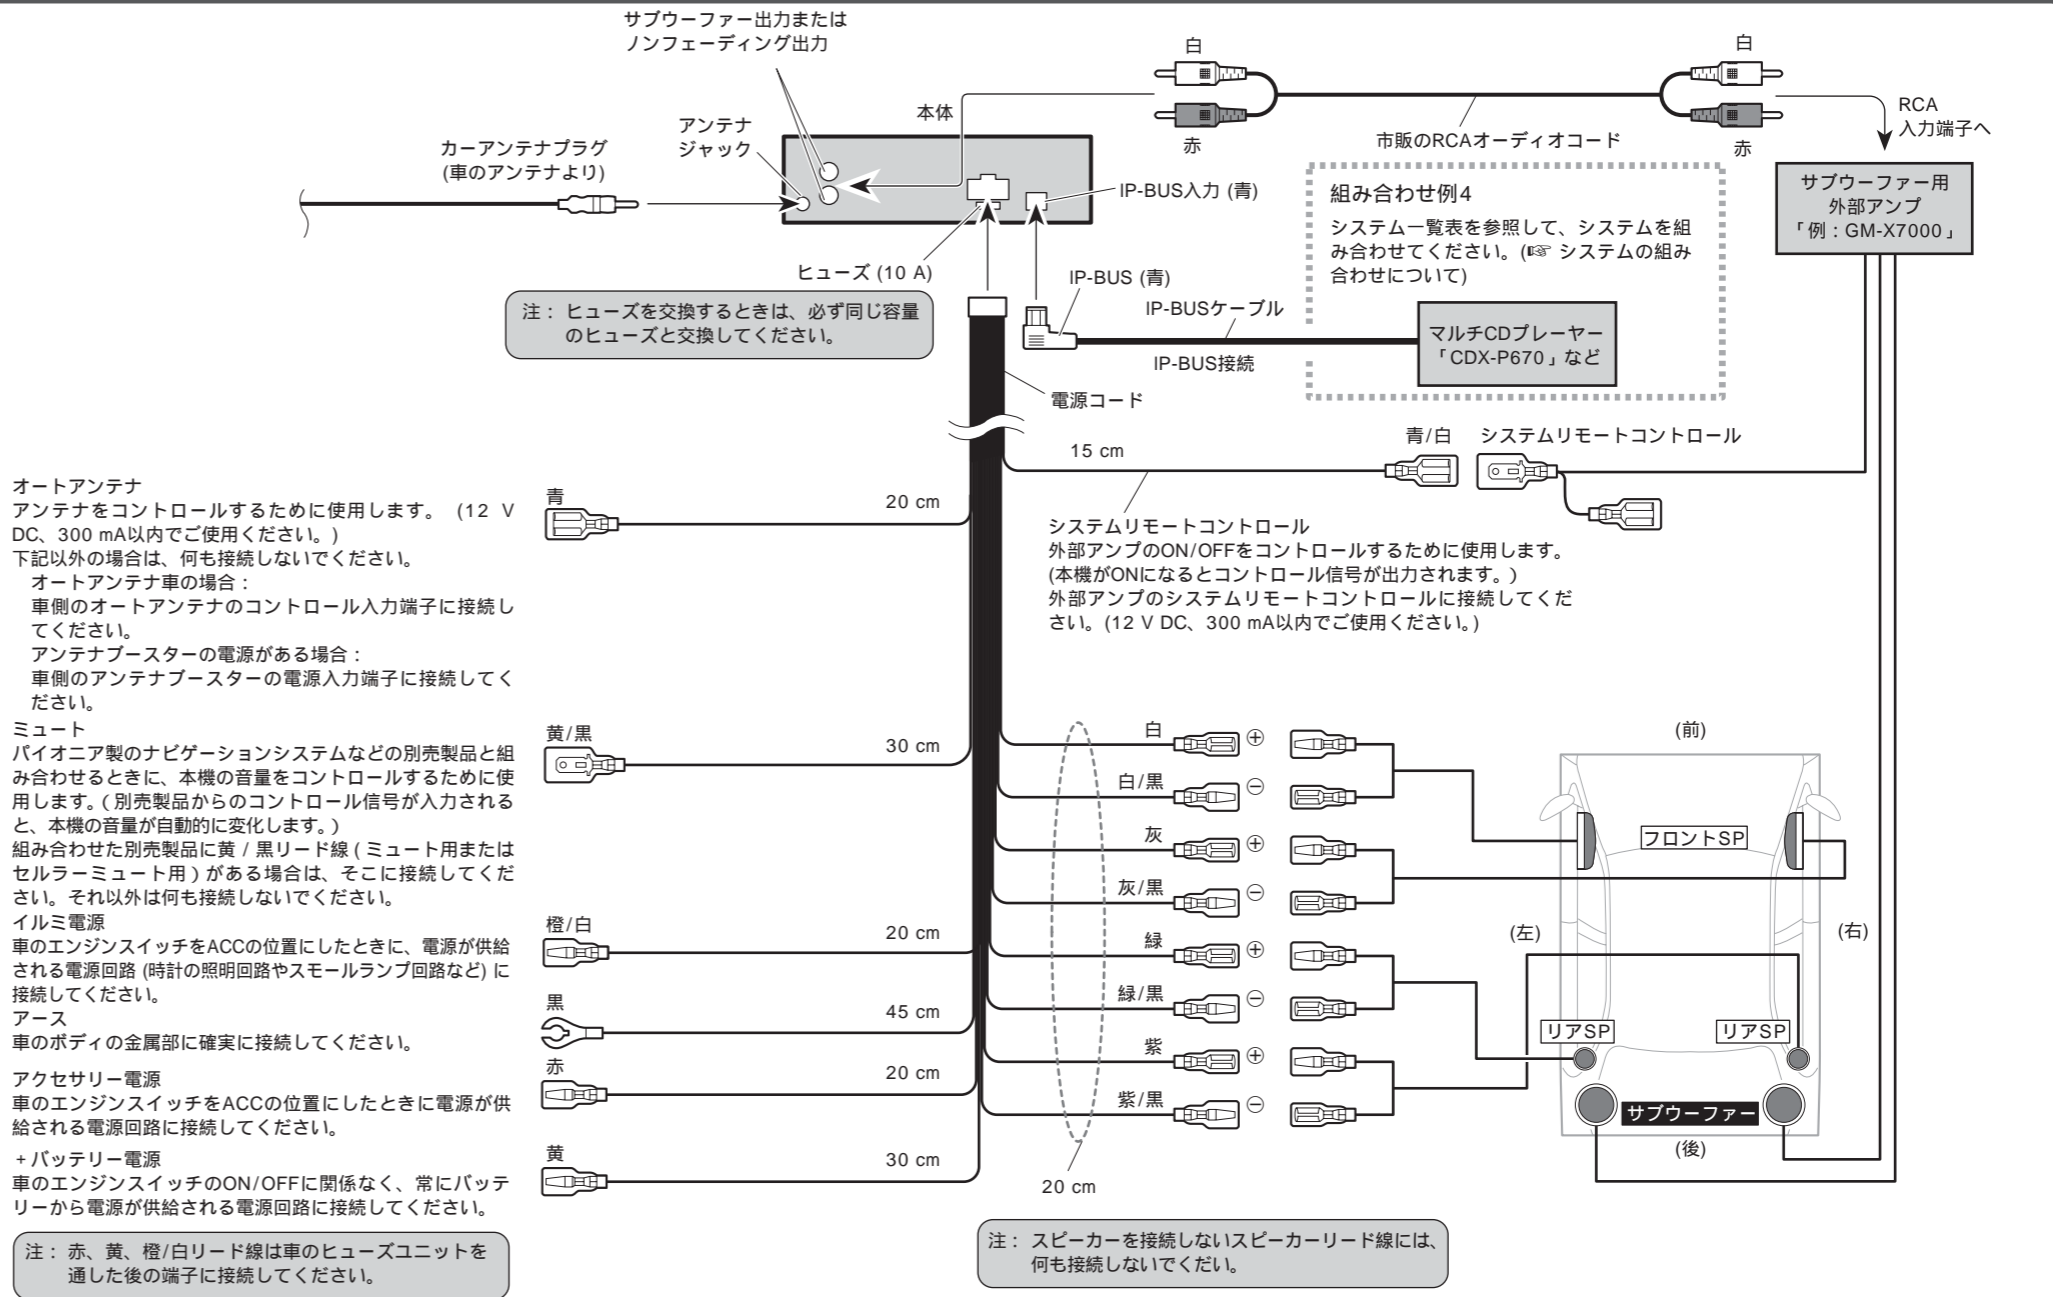 サブウーファー出力または
ノンフェーディング出力
白
白
本体
RCA
入力端子へ
アンテナ
ジャック
カーアンテナプラグ
(車のアンテナより)
赤
市販のRCAオーディオコード
赤
IP-BUS入力 (青)
組み合わせ例4
システム一覧表を参照して、システムを組
み合わせてください。(☞ システムの組み
合わせについて)
サブウーファー用
外部アンプ
「例：GM-X7000」
ヒューズ (10 A)
IP-BUS (青)
注： ヒューズを交換するときは、必ず同じ容量
のヒューズと交換してください。
IP-BUSケーブル
マルチCDプレーヤー
「CDX-P670」など
IP-BUS接続
電源コード
15 cm
青/白
システムリモートコントロール
オートアンテナ
アンテナをコントロールするために使用します。 (12 V
DC、300 mA以内でご使用ください。)
下記以外の場合は、何も接続しないでください。
オートアンテナ車の場合：
車側のオートアンテナのコントロール入力端子に接続し
てください。
アンテナブースターの電源がある場合：
車側のアンテナブースターの電源入力端子に接続してく
ださい。
青
20 cm
システムリモートコントロール
外部アンプのON/OFFをコントロールするために使用します。
(本機がONになるとコントロール信号が出力されます。)
外部アンプのシステムリモートコントロールに接続してくだ
さい。(12 V DC、300 mA以内でご使用ください。)
ミュート
パイオニア製のナビゲーションシステムなどの別売製品と組
み合わせるときに、本機の音量をコントロールするために使
用します。(別売製品からのコントロール信号が入力される
と、本機の音量が自動的に変化します。)
組み合わせた別売製品に黄 / 黒リード線 ( ミュート用または
セルラーミュート用 ) がある場合は、そこに接続してくだ
さい。それ以外は何も接続しないでください。
黄/黒
30 cm
イルミ電源
車のエンジンスイッチをACCの位置にしたときに、電源が供給
される電源回路 (時計の照明回路やスモールランプ回路など) に
接続してください。
橙/白
20 cm
アース
車のボディの金属部に確実に接続してください。
黒
45 cm
アクセサリー電源
車のエンジンスイッチをACCの位置にしたときに電源が供
給される電源回路に接続してください。
赤
20 cm
+ バッテリー電源
車のエンジンスイッチのON/OFFに関係なく、常にバッテ
リーから電源が供給される電源回路に接続してください。
黄
30 cm
注： 赤、黄、橙/白リード線は車のヒューズユニットを
通した後の端子に接続してください。
白 ⊕
白/黒 ⊖
灰 ⊕
灰/黒 ⊖
緑 ⊕
緑/黒 ⊖
紫 ⊕
紫/黒 ⊖
20 cm
(前)
フロントSP
(左)
(右)
リアSP
リアSP
サブウーファー
(後)
注： スピーカーを接続しないスピーカーリード線には、
何も接続しないでくだい。